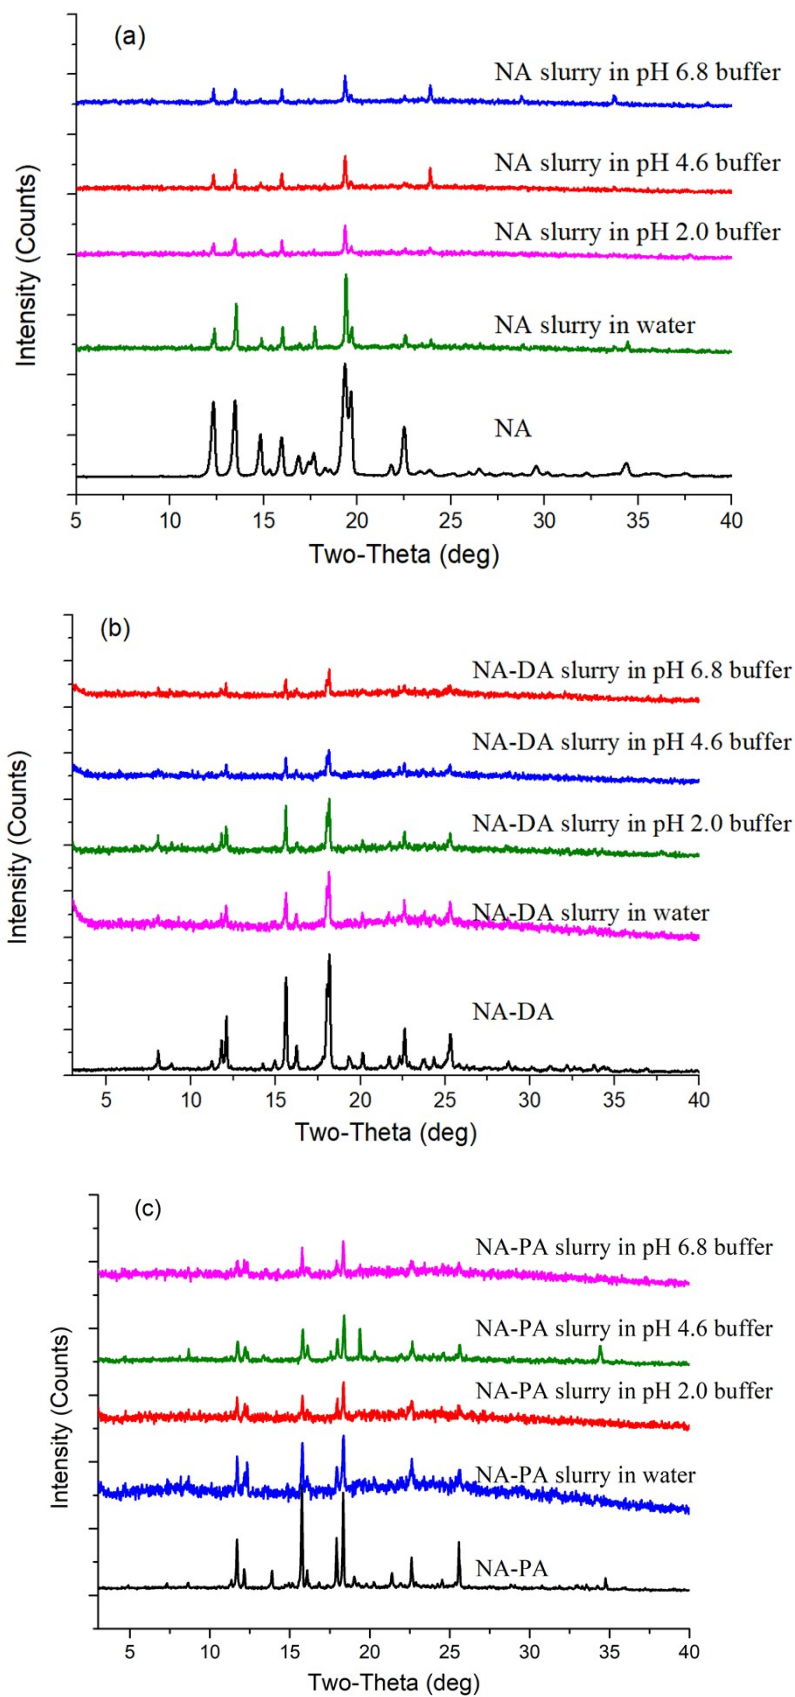 (a)
NA slurry in pH 6.8 buffer
NA slurry in pH 4.6 buffer
NA slurry in pH 2.0 buffer
NA slurry in water
NA
Intensity (Counts)
5 10 15 20 25 30 35 40
Two-Theta (deg)
(b)
NA-DA slurry in pH 6.8 buffer
NA-DA slurry in pH 4.6 buffer
NA-DA slurry in pH 2.0 buffer
NA-DA slurry in water
NA-DA
Intensity (Counts)
5 10 15 20 25 30 35 40
Two-Theta (deg)
(c)
NA-PA slurry in pH 6.8 buffer
NA-PA slurry in pH 4.6 buffer
NA-PA slurry in pH 2.0 buffer
NA-PA slurry in water
NA-PA
Intensity (Counts)
5 10 15 20 25 30 35 40
Two-Theta (deg)